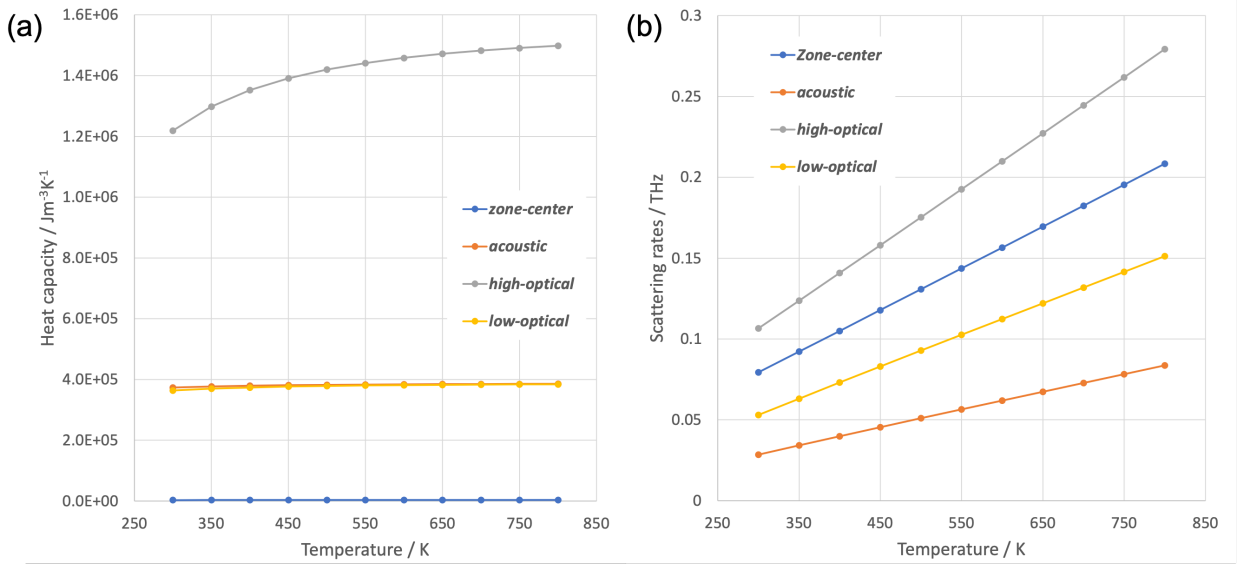 (a)
1.6E+06
1.4E+06
1.2E+06
1.0E+06
8.0E+05
6.0E+05
4.0E+05
2.0E+05
0.0E+00
Heat capacity / Jm⁻³K⁻¹
250 350 450 550 650 750 850
Temperature / K
zone-center
acoustic
high-optical
low-optical
(b)
0.3
0.25
0.2
0.15
0.1
0.05
0
Scattering rates / THz
250 350 450 550 650 750 850
Temperature / K
Zone-center
acoustic
high-optical
low-optical